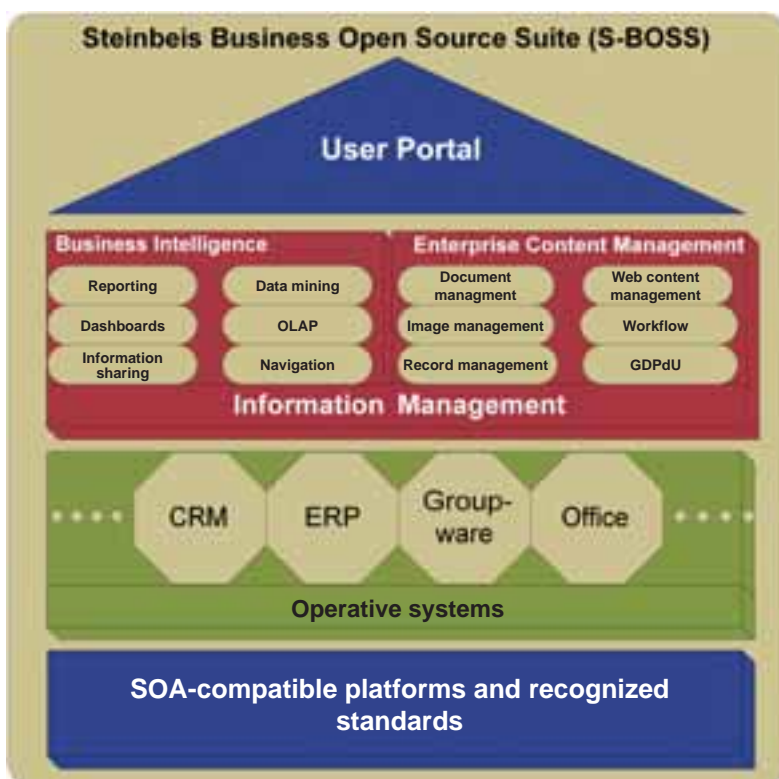 Steinbeis Business Open Source Suite (S-BOSS)
User Portal
Business Intelligence
Enterprise Content Management
Reporting
Data mining
Document
managment
Web content
management
Dashboards
OLAP
Image management
Workflow
Information
sharing
Navigation
Record management
GDPdU
Information Management
CRM
ERP
Group-
ware
Office
Operative systems
SOA-compatible platforms and recognized
standards